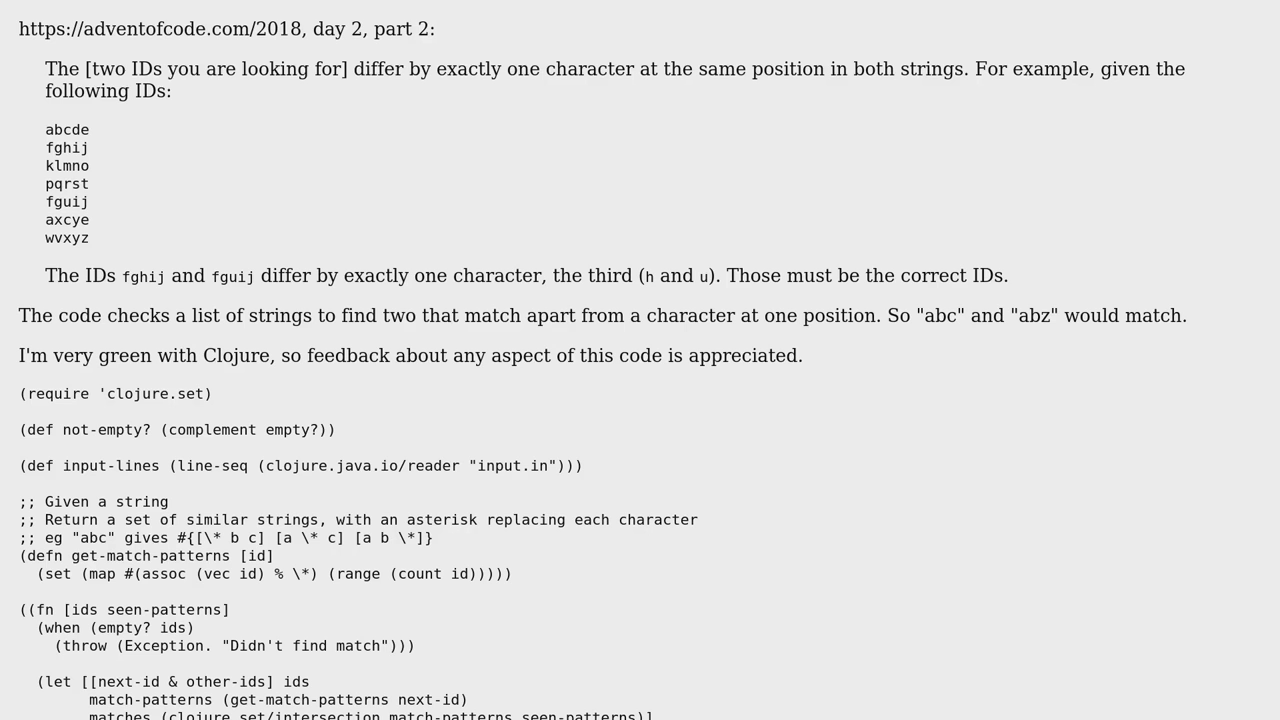 https://adventofcode.com/2018, day 2, part 2:
The [two IDs you are looking for] differ by exactly one character at the same position in both strings. For example, given the
following IDs:
abcde
fghij
klmno
pqrst
fguij
axcye
wvxyz
The IDs fghij and fguij differ by exactly one character, the third (h and u). Those must be the correct IDs.
The code checks a list of strings to find two that match apart from a character at one position. So "abc" and "abz" would match.
I'm very green with Clojure, so feedback about any aspect of this code is appreciated.
(require 'clojure.set)
(def not-empty? (complement empty?))
(def input-lines (line-seq (clojure.java.io/reader "input.in")))
;; Given a string
;; Return a set of similar strings, with an asterisk replacing each character
;; eg "abc" gives #{[\* b c] [a \* c] [a b \*]}
(defn get-match-patterns [id]
  (set (map #(assoc (vec id) % \*) (range (count id)))))
((fn [ids seen-patterns]
  (when (empty? ids)
    (throw (Exception. "Didn't find match")))
  (let [[next-id & other-ids] ids
        match-patterns (get-match-patterns next-id)
        matches (clojure.set/intersection match-patterns seen-patterns)]